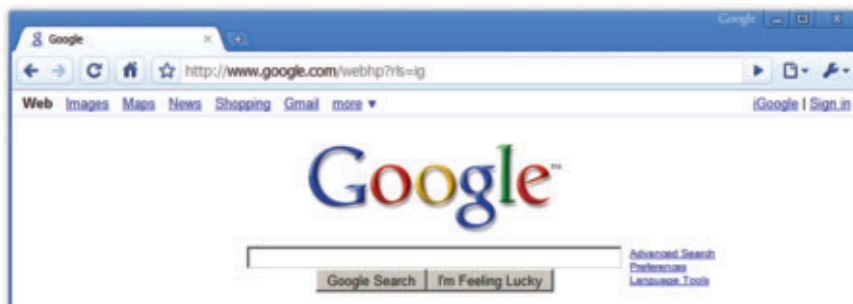 Google
g Google
http://www.google.com/webhp?rls=ig
Web Images Maps News Shopping Gmail more ▼ iGoogle | Sign in
Google™
Advanced Search
Preferences
Language Tools
Google Search I'm Feeling Lucky